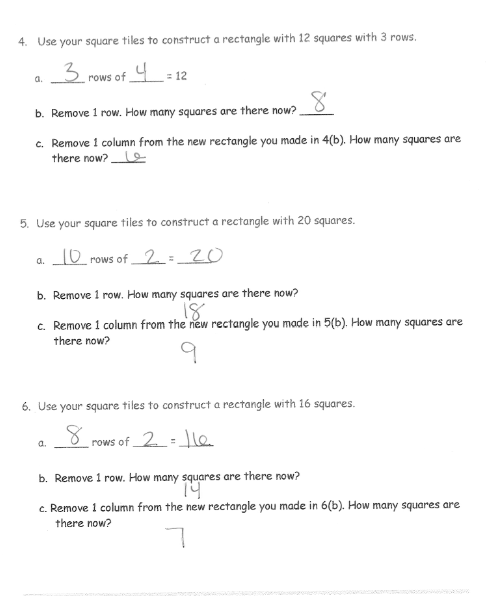 4. Use your square tiles to construct a rectangle with 12 squares with 3 rows.
a. 3 rows of 4 = 12
b. Remove 1 row. How many squares are there now? 8
c. Remove 1 column from the new rectangle you made in 4(b). How many squares are
there now? 6
5. Use your square tiles to construct a rectangle with 20 squares.
a. 10 rows of 2 = 20
b. Remove 1 row. How many squares are there now?
18
c. Remove 1 column from the new rectangle you made in 5(b). How many squares are
there now?
9
6. Use your square tiles to construct a rectangle with 16 squares.
a. 8 rows of 2 = 16
b. Remove 1 row. How many squares are there now?
14
c. Remove 1 column from the new rectangle you made in 6(b). How many squares are
there now?
7